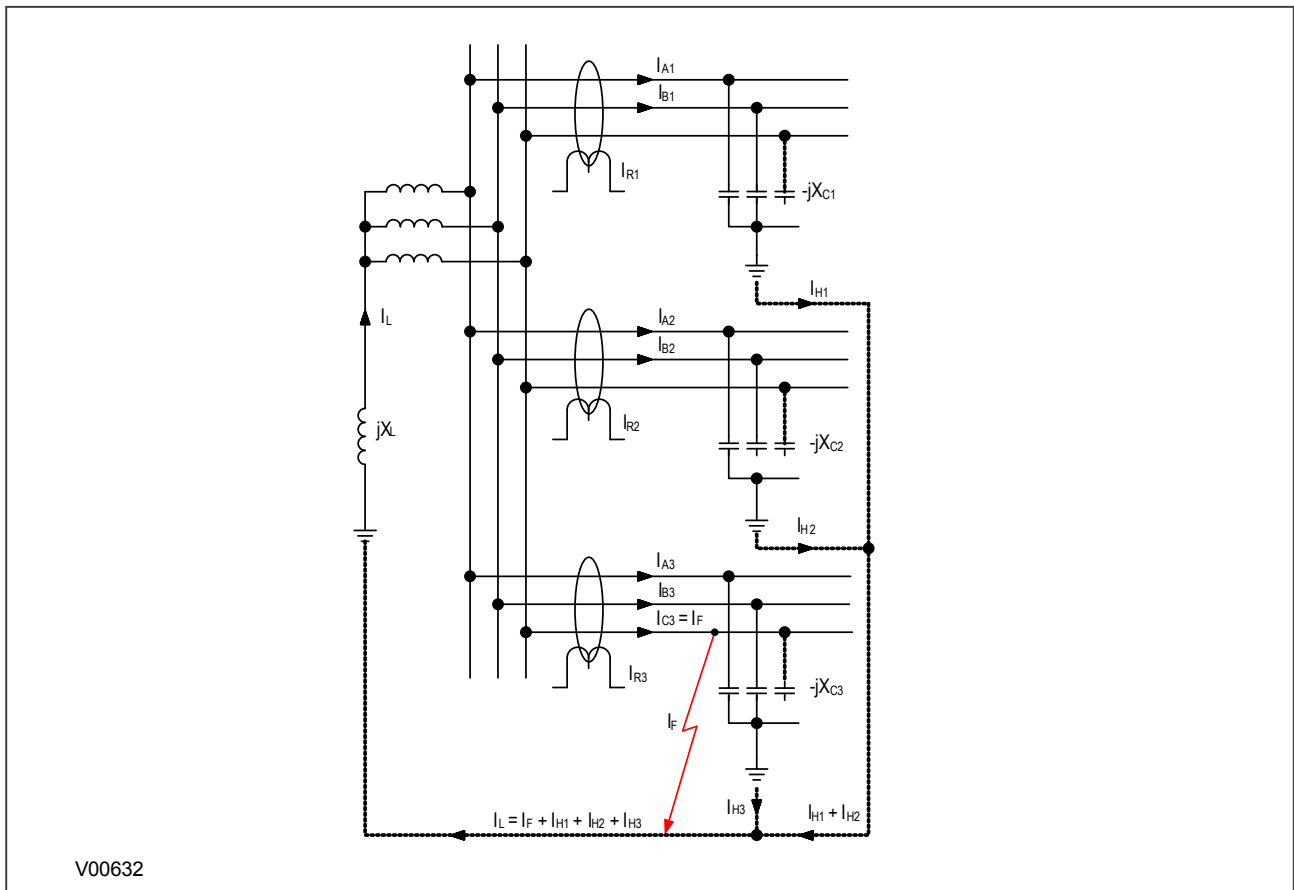 IA1
IB1
IR1
-jXC1
IH1
IL
IA2
IB2
jXL
IR2
-jXC2
IH2
IA3
IB3
IC3 = IF
IR3
-jXC3
IF
IH3
IL = IF + IH1 + IH2 + IH3
IH1 + IH2
V00632